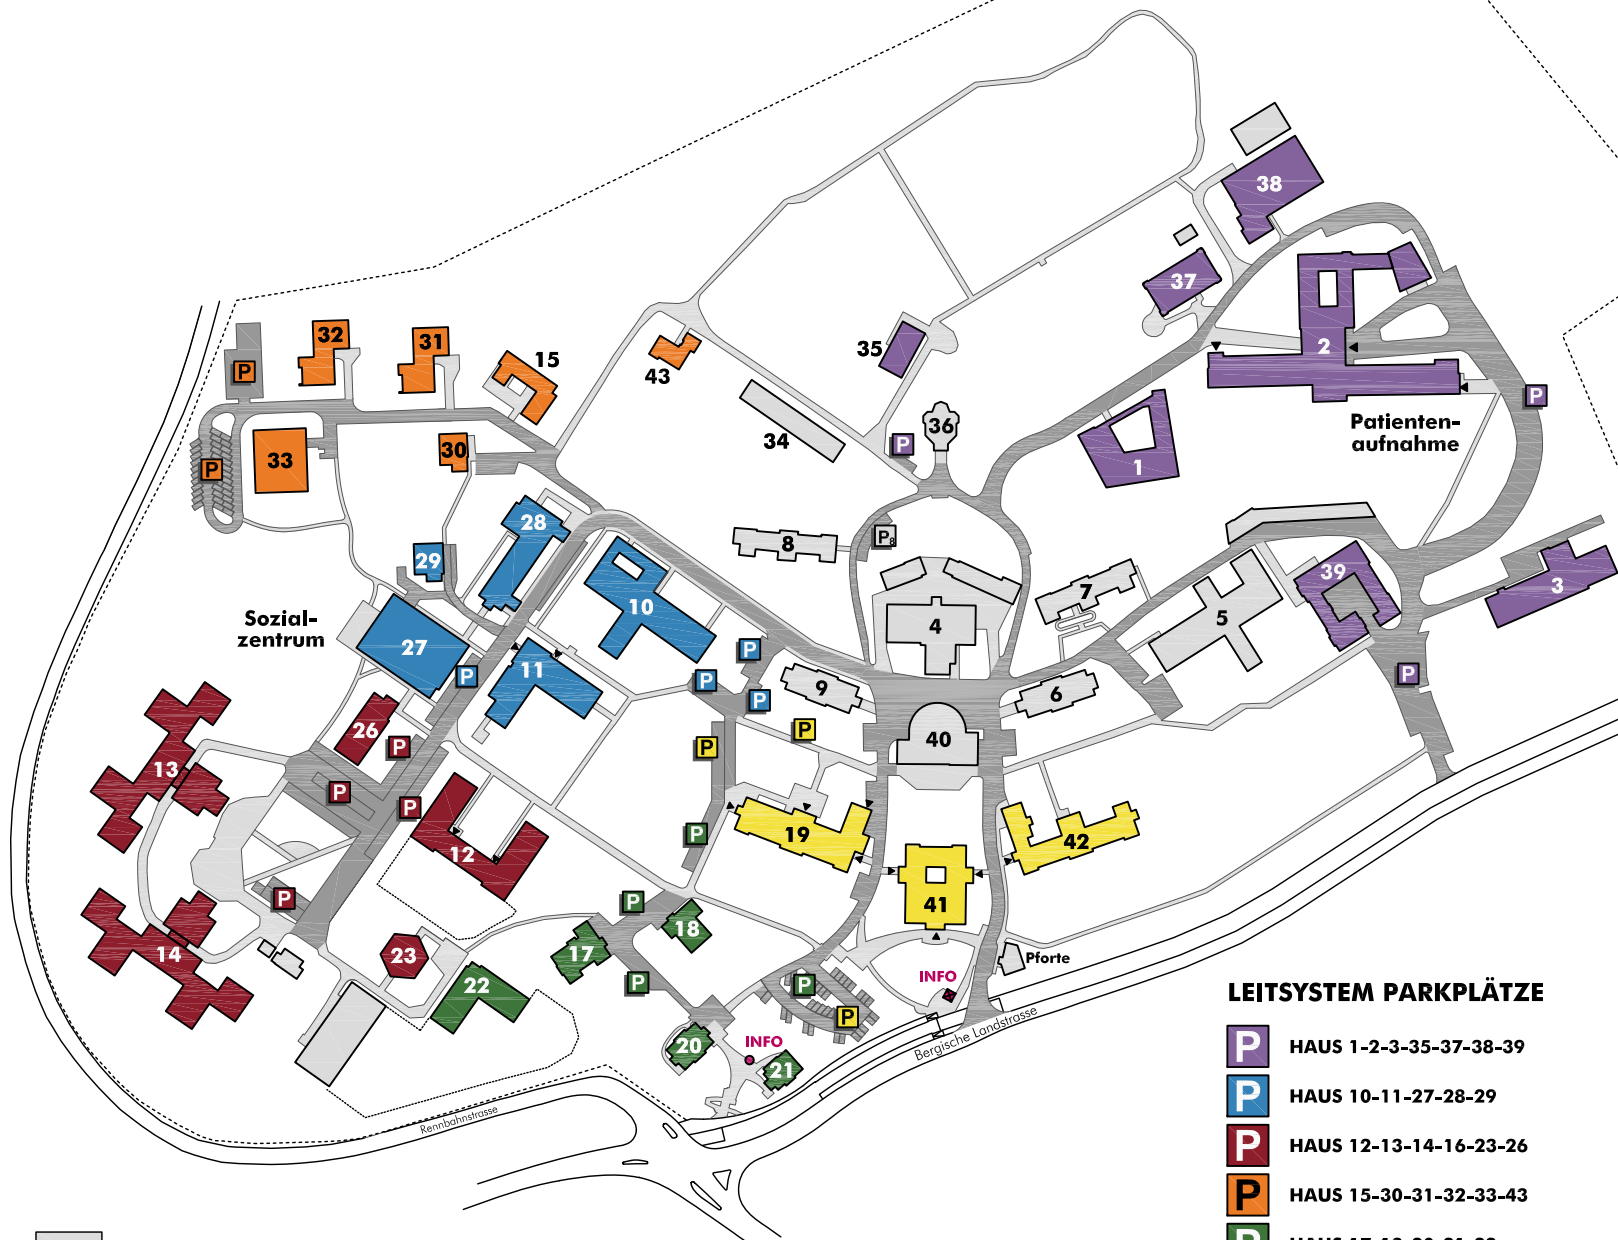 38
37
32
31
15
P
43
35
2
P
Patienten-
aufnahme
34
36
P
1
33
P
30
28
8
P8
29
10
7
39
3
5
4
Sozial-
zentrum
27
11
P
P
P
P
9
6
P
26
P
P
P
40
13
P
P
12
P
19
42
41
P
P
18
14
23
17
22
P
P
P
Pforte
INFO
20
INFO
21
Bergische Landstrasse
Rennbahnstrasse
LEITSYSTEM PARKPLÄTZE
P HAUS 1-2-3-35-37-38-39
P HAUS 10-11-27-28-29
P HAUS 12-13-14-16-23-26
P HAUS 15-30-31-32-33-43